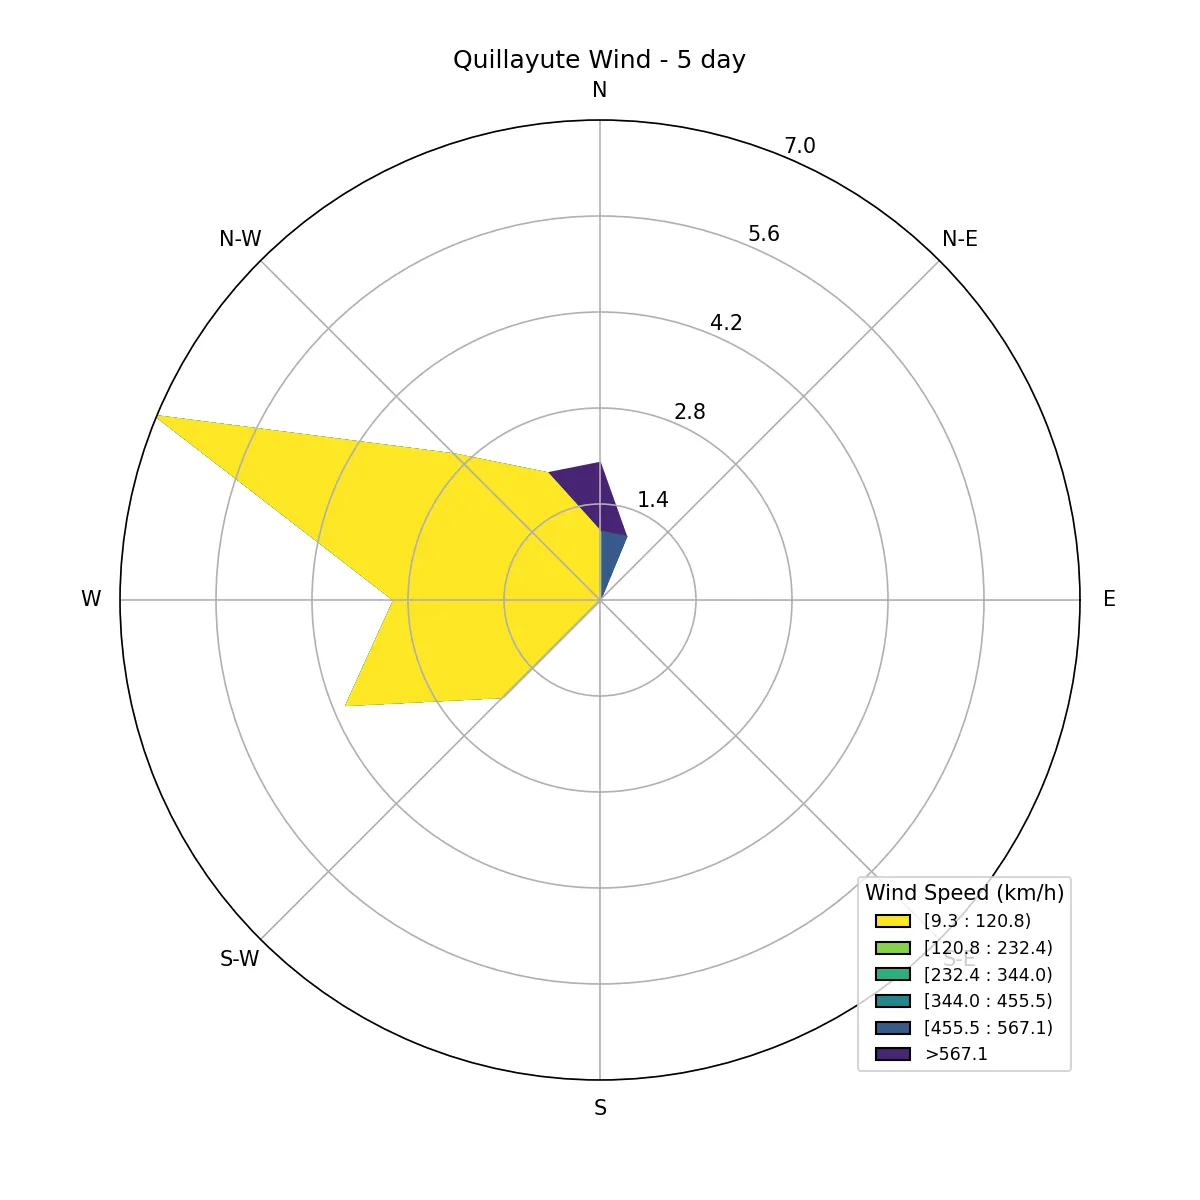 Quillayute Wind - 5 day
N
7.0
N-W
5.6
N-E
4.2
2.8
1.4
W
E
S-W
S-E
S
Wind Speed (km/h)
[9.3 : 120.8)
[120.8 : 232.4)
[232.4 : 344.0)
[344.0 : 455.5)
[455.5 : 567.1)
>567.1